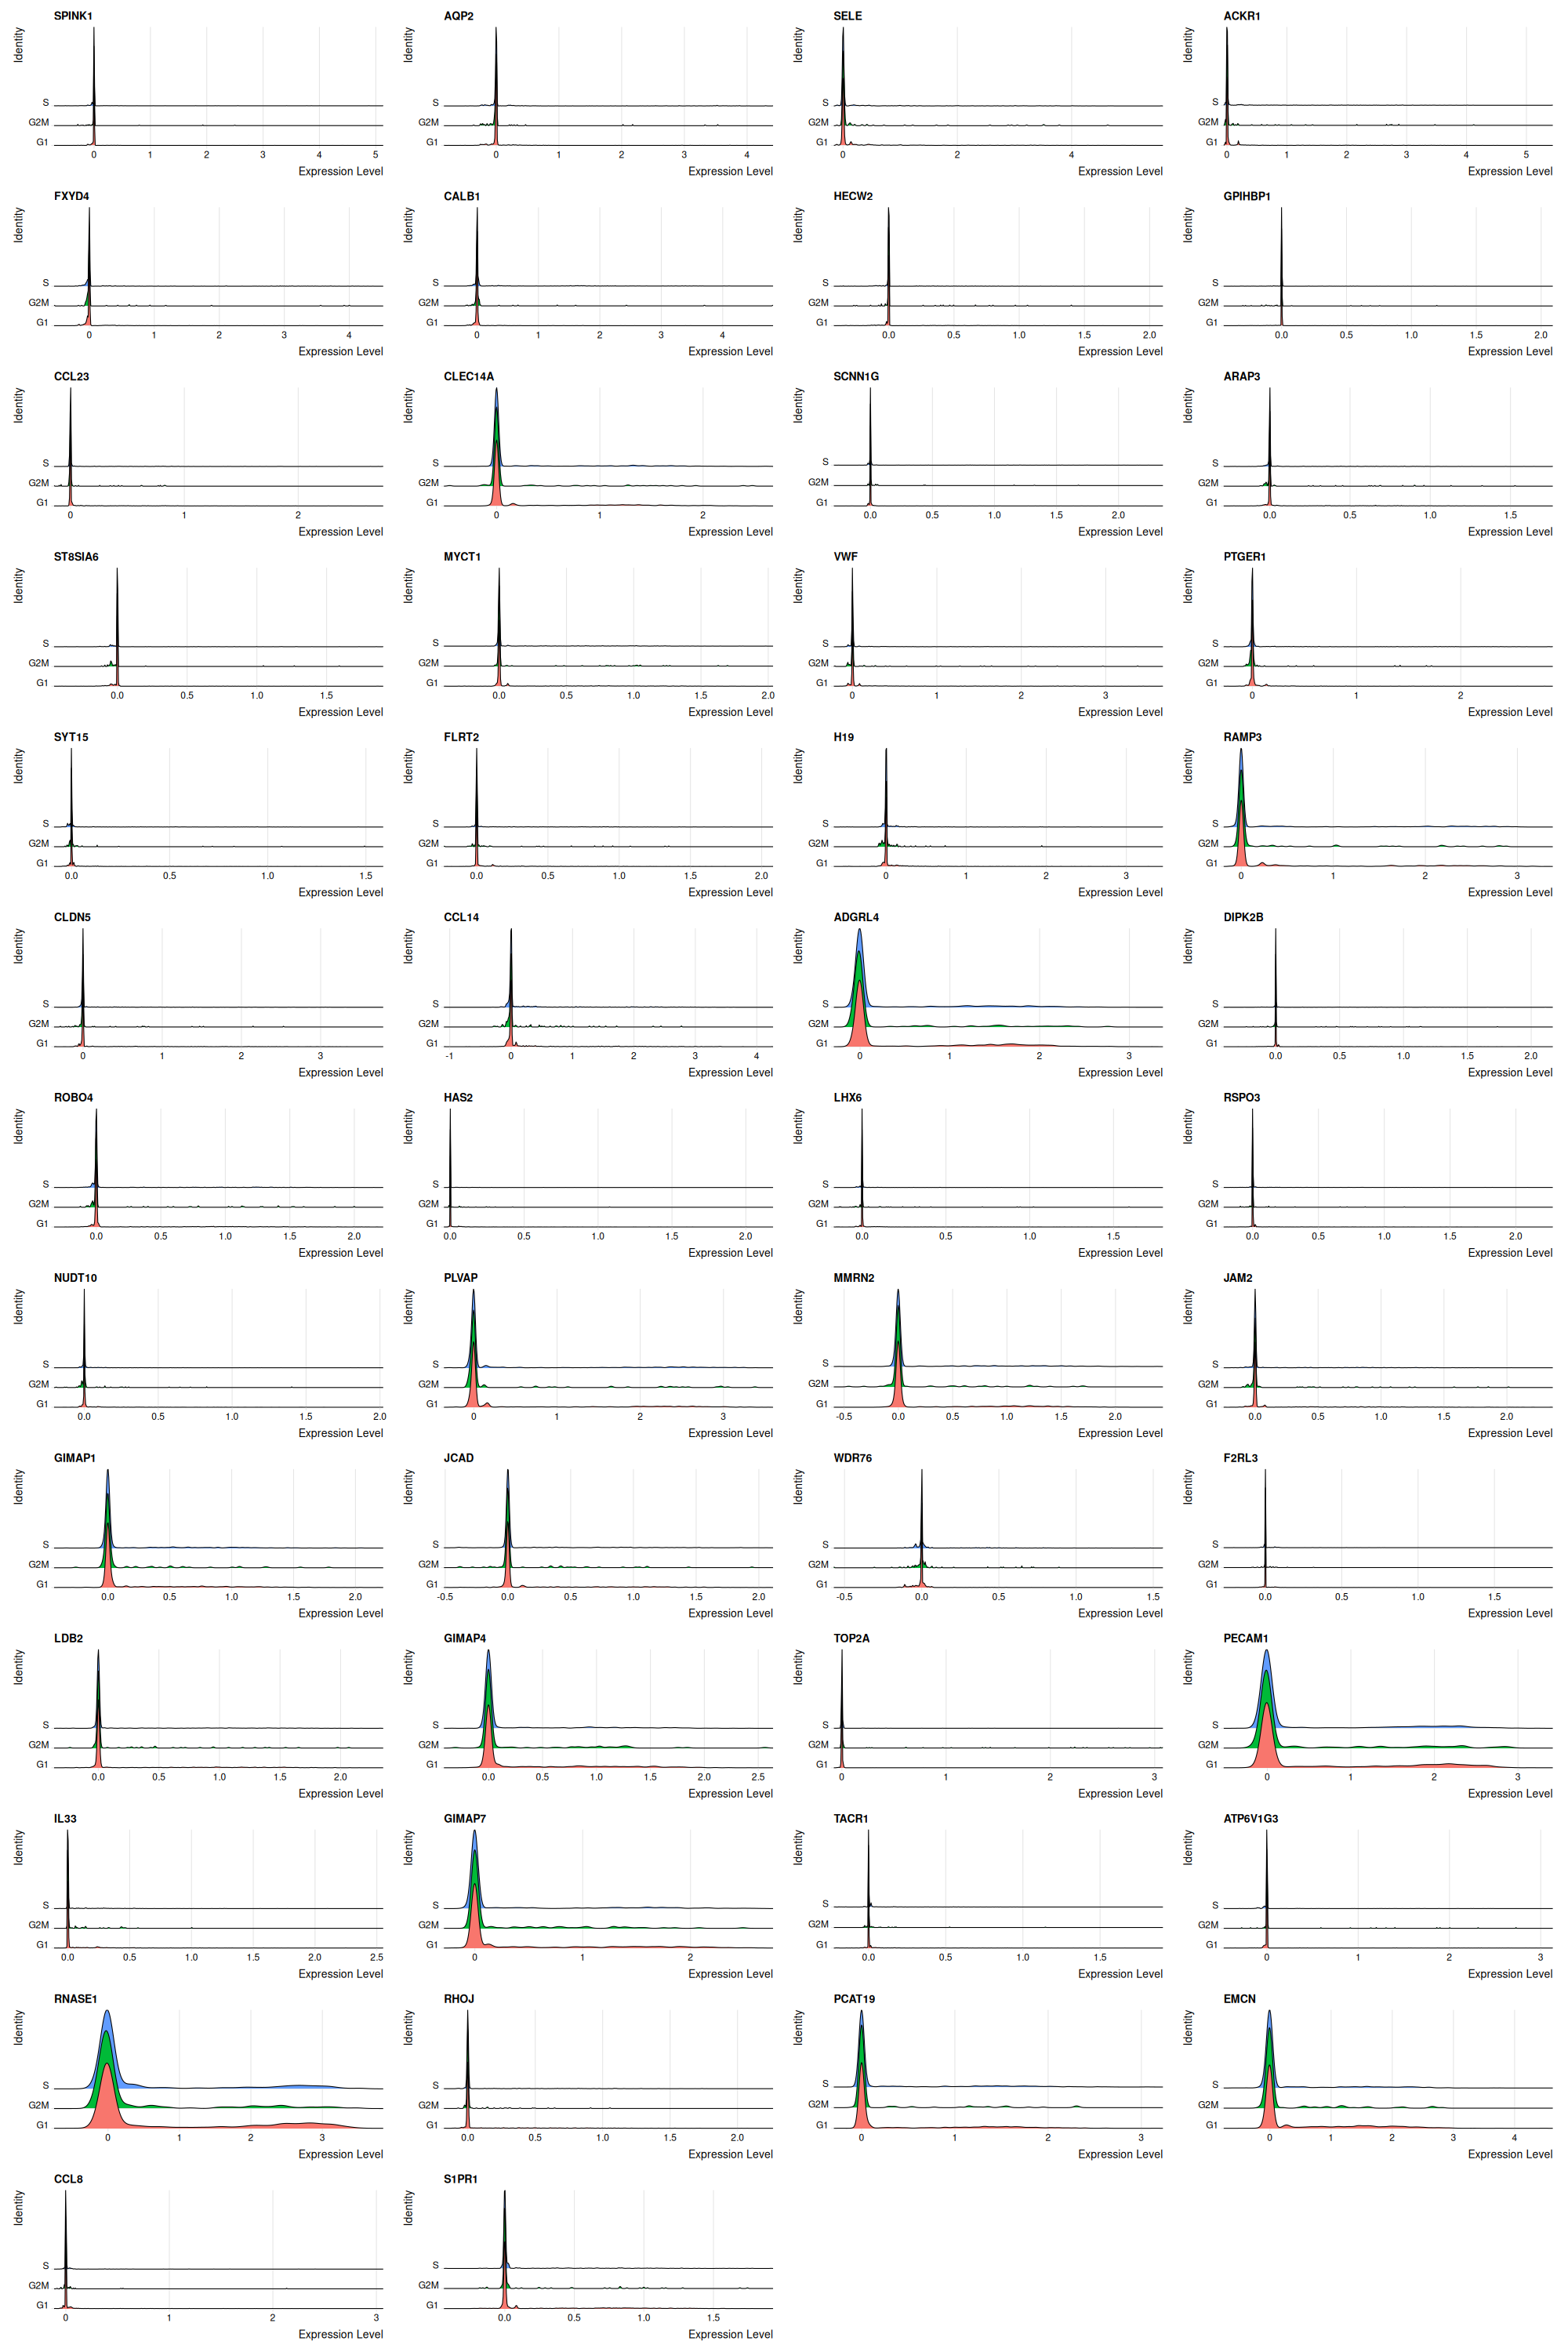 SPINK1
Identity
S
G2M
G1
0 1 2 3 4 5
Expression Level
AQP2
Identity
S
G2M
G1
0 1 2 3 4
Expression Level
SELE
Identity
S
G2M
G1
0 2 4
Expression Level
ACKR1
Identity
S
G2M
G1
0 1 2 3 4 5
Expression Level
FXYD4
Identity
S
G2M
G1
0 1 2 3 4
Expression Level
CALB1
Identity
S
G2M
G1
0 1 2 3 4
Expression Level
HECW2
Identity
S
G2M
G1
0.0 0.5 1.0 1.5 2.0
Expression Level
GPIHBP1
Identity
S
G2M
G1
0.0 0.5 1.0 1.5 2.0
Expression Level
CCL23
Identity
S
G2M
G1
0 1 2
Expression Level
CLEC14A
Identity
S
G2M
G1
0 1 2
Expression Level
SCNN1G
Identity
S
G2M
G1
0.0 0.5 1.0 1.5 2.0
Expression Level
ARAP3
Identity
S
G2M
G1
0.0 0.5 1.0 1.5
Expression Level
ST8SIA6
Identity
S
G2M
G1
0.0 0.5 1.0 1.5
Expression Level
MYCT1
Identity
S
G2M
G1
0.0 0.5 1.0 1.5 2.0
Expression Level
VWF
Identity
S
G2M
G1
0 1 2 3
Expression Level
PTGER1
Identity
S
G2M
G1
0 1 2
Expression Level
SYT15
Identity
S
G2M
G1
0.0 0.5 1.0 1.5
Expression Level
FLRT2
Identity
S
G2M
G1
0.0 0.5 1.0 1.5 2.0
Expression Level
H19
Identity
S
G2M
G1
0 1 2 3
Expression Level
RAMP3
Identity
S
G2M
G1
0 1 2 3
Expression Level
CLDN5
Identity
S
G2M
G1
0 1 2 3
Expression Level
CCL14
Identity
S
G2M
G1
-1 0 1 2 3 4
Expression Level
ADGRL4
Identity
S
G2M
G1
0 1 2 3
Expression Level
DIPK2B
Identity
S
G2M
G1
0.0 0.5 1.0 1.5 2.0
Expression Level
ROBO4
Identity
S
G2M
G1
0.0 0.5 1.0 1.5 2.0
Expression Level
HAS2
Identity
S
G2M
G1
0.0 0.5 1.0 1.5 2.0
Expression Level
LHX6
Identity
S
G2M
G1
0.0 0.5 1.0 1.5
Expression Level
RSPO3
Identity
S
G2M
G1
0.0 0.5 1.0 1.5 2.0
Expression Level
NUDT10
Identity
S
G2M
G1
0.0 0.5 1.0 1.5 2.0
Expression Level
PLVAP
Identity
S
G2M
G1
0 1 2 3
Expression Level
MMRN2
Identity
S
G2M
G1
-0.5 0.0 0.5 1.0 1.5 2.0
Expression Level
JAM2
Identity
S
G2M
G1
0.0 0.5 1.0 1.5 2.0
Expression Level
GIMAP1
Identity
S
G2M
G1
0.0 0.5 1.0 1.5 2.0
Expression Level
JCAD
Identity
S
G2M
G1
-0.5 0.0 0.5 1.0 1.5 2.0
Expression Level
WDR76
Identity
S
G2M
G1
-0.5 0.0 0.5 1.0 1.5
Expression Level
F2RL3
Identity
S
G2M
G1
0.0 0.5 1.0 1.5
Expression Level
LDB2
Identity
S
G2M
G1
0.0 0.5 1.0 1.5 2.0
Expression Level
GIMAP4
Identity
S
G2M
G1
0.0 0.5 1.0 1.5 2.0 2.5
Expression Level
TOP2A
Identity
S
G2M
G1
0 1 2 3
Expression Level
PECAM1
Identity
S
G2M
G1
0 1 2 3
Expression Level
IL33
Identity
S
G2M
G1
0.0 0.5 1.0 1.5 2.0 2.5
Expression Level
GIMAP7
Identity
S
G2M
G1
0 1 2
Expression Level
TACR1
Identity
S
G2M
G1
0.0 0.5 1.0 1.5
Expression Level
ATP6V1G3
Identity
S
G2M
G1
0 1 2 3
Expression Level
RNASE1
Identity
S
G2M
G1
0 1 2 3
Expression Level
RHOJ
Identity
S
G2M
G1
0.0 0.5 1.0 1.5 2.0
Expression Level
PCAT19
Identity
S
G2M
G1
0 1 2 3
Expression Level
EMCN
Identity
S
G2M
G1
0 1 2 3 4
Expression Level
CCL8
Identity
S
G2M
G1
0 1 2 3
Expression Level
S1PR1
Identity
S
G2M
G1
0.0 0.5 1.0 1.5
Expression Level